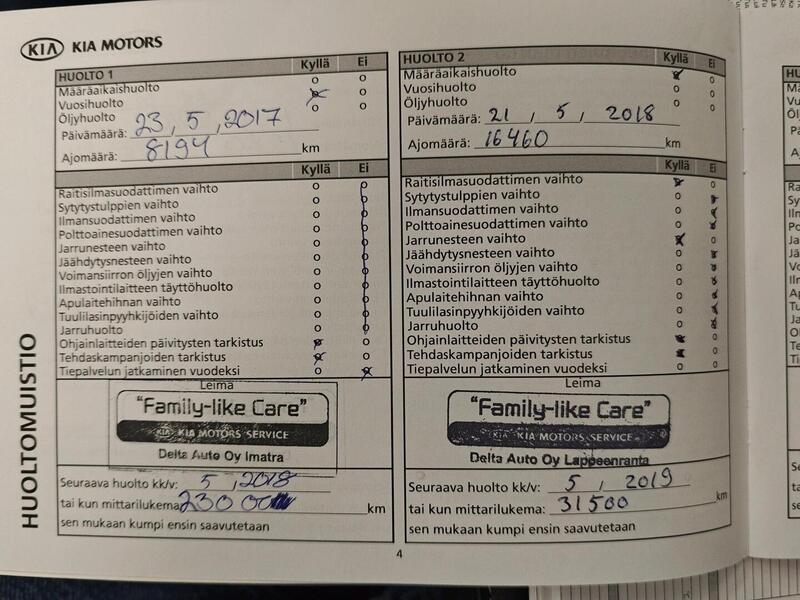 KIA KIA MOTORS
HUOLTO 1 Kyllä Ei
Määräaikaishuolto
Vuosihuolto
Öljyhuolto
Päivämäärä: 23, 5, 2017
Ajomäärä: 8194 km
Kyllä Ei
Raitisilmasuodattimen vaihto
Sytytystulppien vaihto
Ilmansuodattimen vaihto
Polttoainesuodattimen vaihto
Jarrunesteen vaihto
Jäähdytysnesteen vaihto
Voimansiirron öljyjen vaihto
Ilmastointilaitteen täyttöhuolto
Apulaitehihnan vaihto
Tuulilasinpyyhkijöiden vaihto
Jarruhuolto
Ohjainlaitteiden päivitysten tarkistus
Tehdaskampanjoiden tarkistus
Tiepalvelun jatkaminen vuodeksi
Leima
"Family-like Care"
KIA KIA MOTORS SERVICE
Delta Auto Oy Imatra
Seuraava huolto kk/v: 5, 2018
tai kun mittarilukema: 23000 km
sen mukaan kumpi ensin saavutetaan
HUOLTO 2 Kyllä Ei
Määräaikaishuolto
Vuosihuolto
Öljyhuolto
Päivämäärä: 21, 5, 2018
Ajomäärä: 16460 km
Kyllä Ei
Raitisilmasuodattimen vaihto
Sytytystulppien vaihto
Ilmansuodattimen vaihto
Polttoainesuodattimen vaihto
Jarrunesteen vaihto
Jäähdytysnesteen vaihto
Voimansiirron öljyjen vaihto
Ilmastointilaitteen täyttöhuolto
Apulaitehihnan vaihto
Tuulilasinpyyhkijöiden vaihto
Jarruhuolto
Ohjainlaitteiden päivitysten tarkistus
Tehdaskampanjoiden tarkistus
Tiepalvelun jatkaminen vuodeksi
Leima
"Family-like Care"
KIA KIA MOTORS SERVICE
Delta Auto Oy Lappeenranta
Seuraava huolto kk/v: 5, 2019
tai kun mittarilukema: 31500 km
sen mukaan kumpi ensin saavutetaan
HUOLTOMUISTIO
4